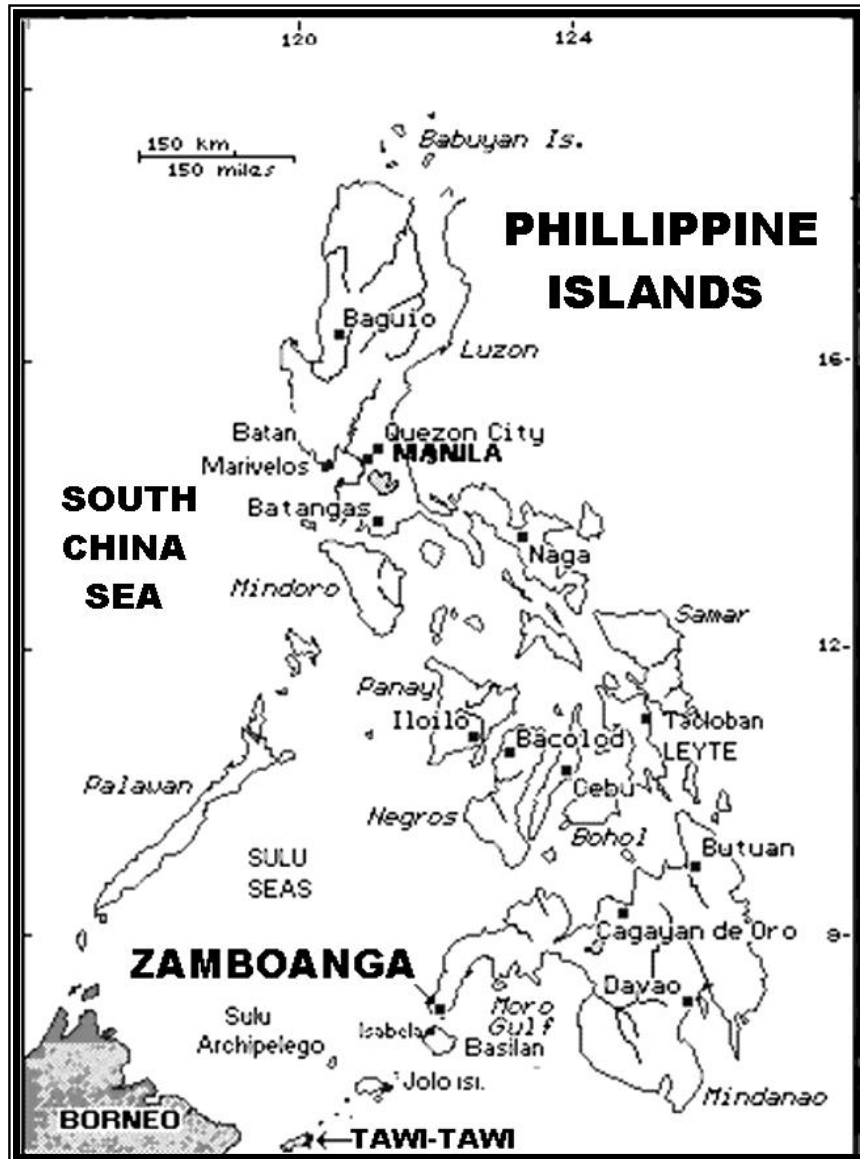 120 124
150 km
150 miles
Babuyan Is.
PHILLIPPINE
ISLANDS
Baguio
Luzon
16-
Batan
Quezon City
MANILA
Marivelos
SOUTH
CHINA
SEA
Batangas
Naga
Mindoro
Samar
12-
Panay
Iloilo
Tacloban
LEYTE
Bacolod
Cebu
Palawan
Negros
Bohol
Butuan
SULU
SEAS
Cagayan de Oro
8-
ZAMBOANGA
Davao
Moro
Gulf
Sulu
Archipelego
Isabela
Basilan
Jolo isl.
Mindanao
BORNEO
←TAWI-TAWI